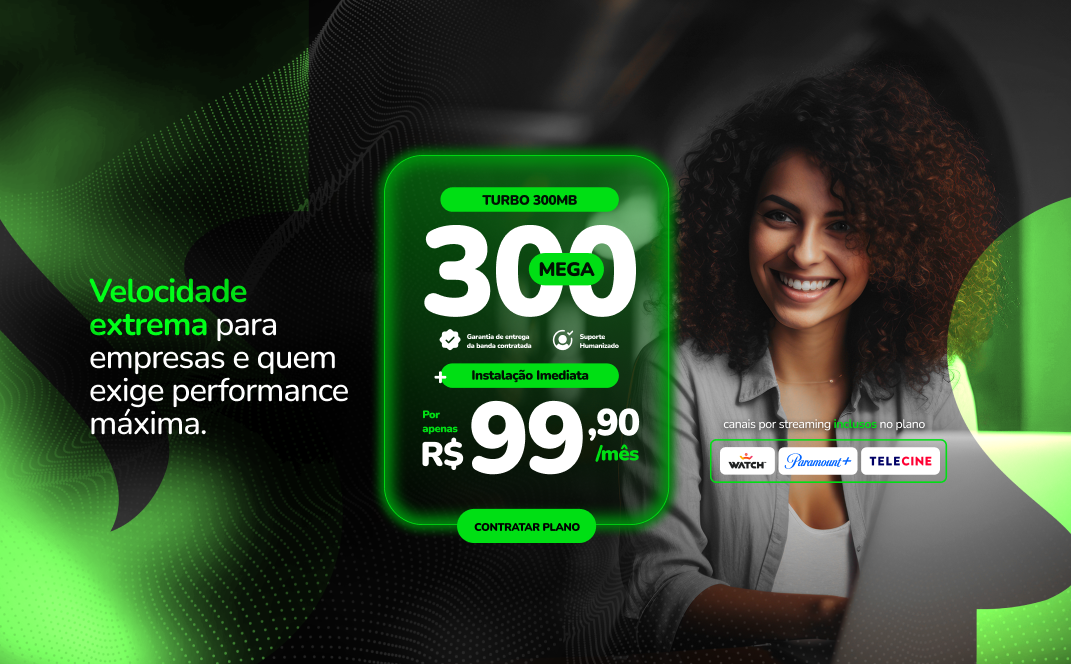 Velocidade
extrema para
empresas e quem
exige performance
máxima.
TURBO 300MB
300
MEGA
Garantia de entrega
da banda contratada
Suporte
Humanizado
+ Instalação Imediata
Por
apenas
R$ 99,90
/mês
CONTRATAR PLANO
canais por streaming inclusos no plano
WATCH
Paramount+
TELECINE